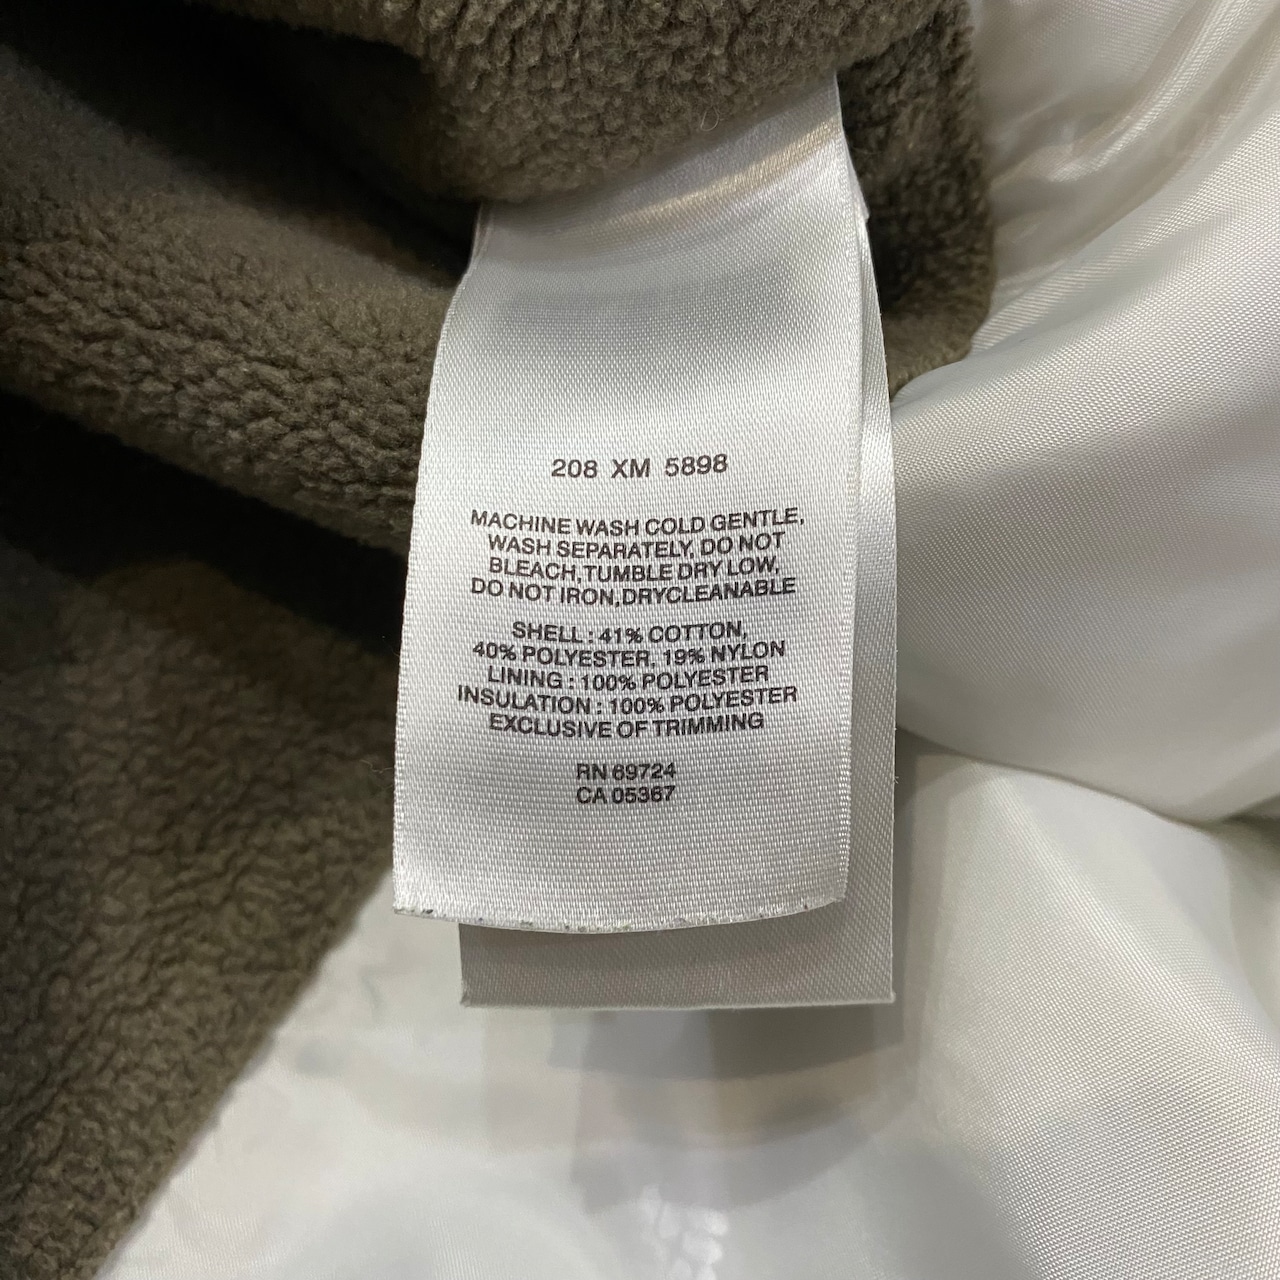 208 XM 5898
MACHINE WASH COLD GENTLE,
WASH SEPARATELY, DO NOT
BLEACH,TUMBLE DRY LOW,
DO NOT IRON,DRYCLEANABLE
SHELL : 41% COTTON,
40% POLYESTER, 19% NYLON
LINING : 100% POLYESTER
INSULATION : 100% POLYESTER
EXCLUSIVE OF TRIMMING
RN 69724
CA 05367